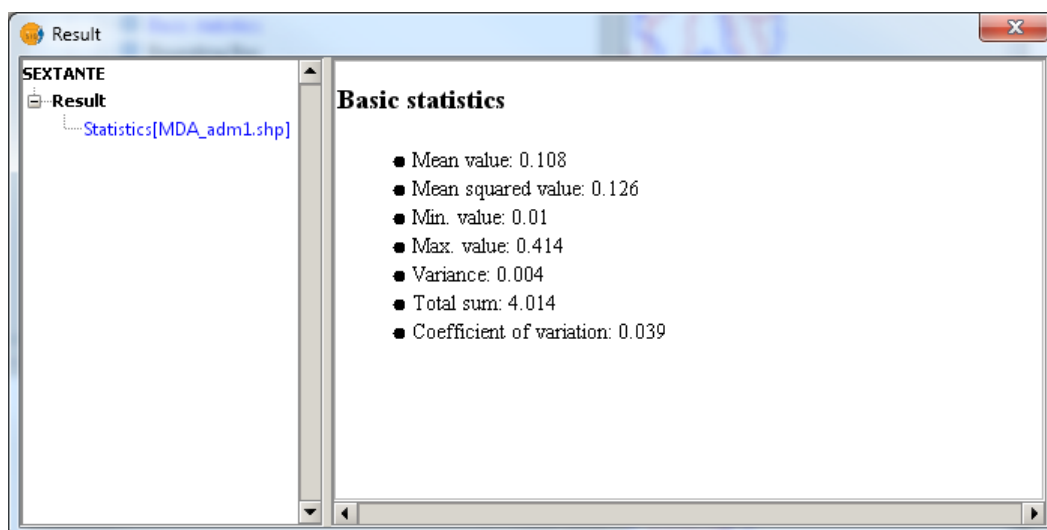 Result
SEXTANTE
Result
Statistics[MDA_adm1.shp]
Basic statistics
Mean value: 0.108
Mean squared value: 0.126
Min. value: 0.01
Max. value: 0.414
Variance: 0.004
Total sum: 4.014
Coefficient of variation: 0.039